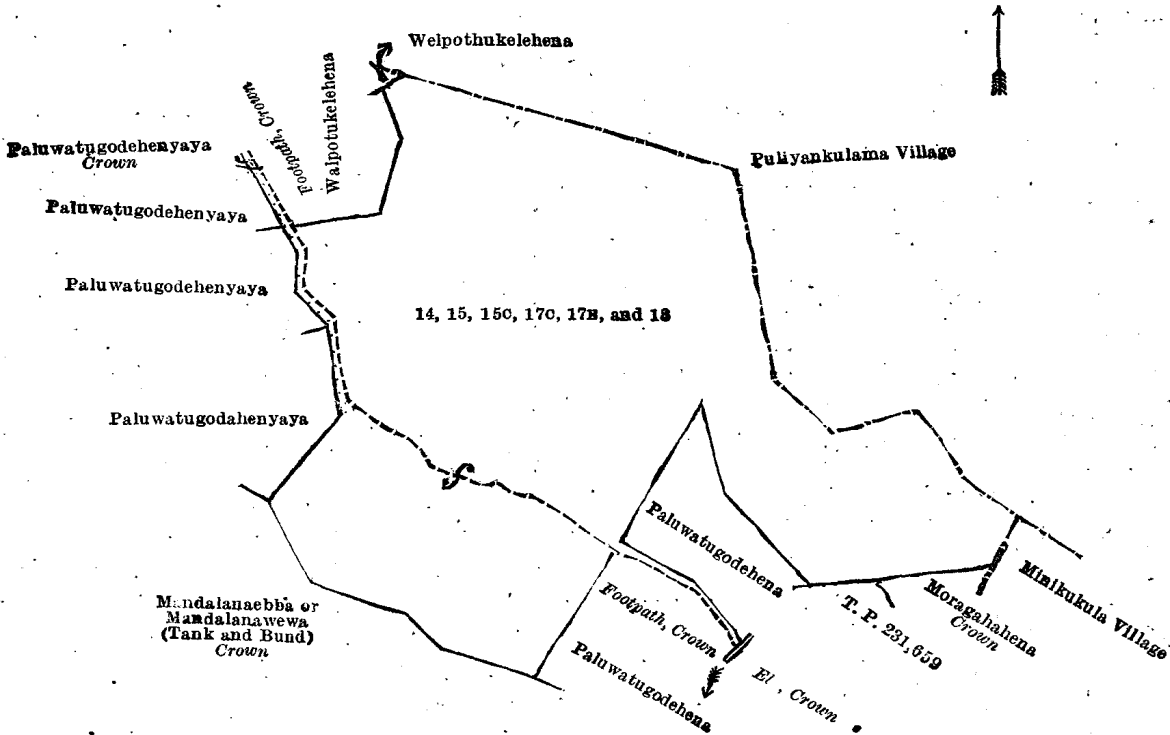 Welpothukelehena
Footpath, Crown
Walpotukelehena
Paluwatugodehenyaya
Crown
Puliyankulama Village
Paluwatugodehenyaya
Paluwatugodehenyaya
14, 15, 15C, 17C, 17B, and 18
Paluwatugodahenyaya
Paluwatugodehena
Minikukula Village
Moragahahena
Crown
T. P. 231,659
Footpath, Crown
Mandalanaebba or
Mandalanawewa
(Tank and Bund)
Crown
Paluwatugodehena
El, Crown